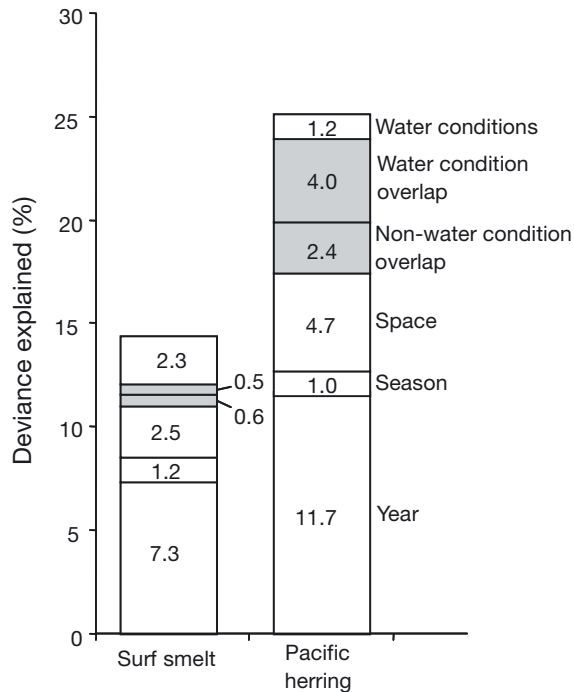 30
25
20
15
10
5
0
Deviance explained (%)
2.3
0.5
0.6
2.5
1.2
7.3
1.2
4.0
2.4
4.7
1.0
11.7
Water conditions
Water condition
overlap
Non-water condition
overlap
Space
Season
Year
Surf smelt
Pacific
herring